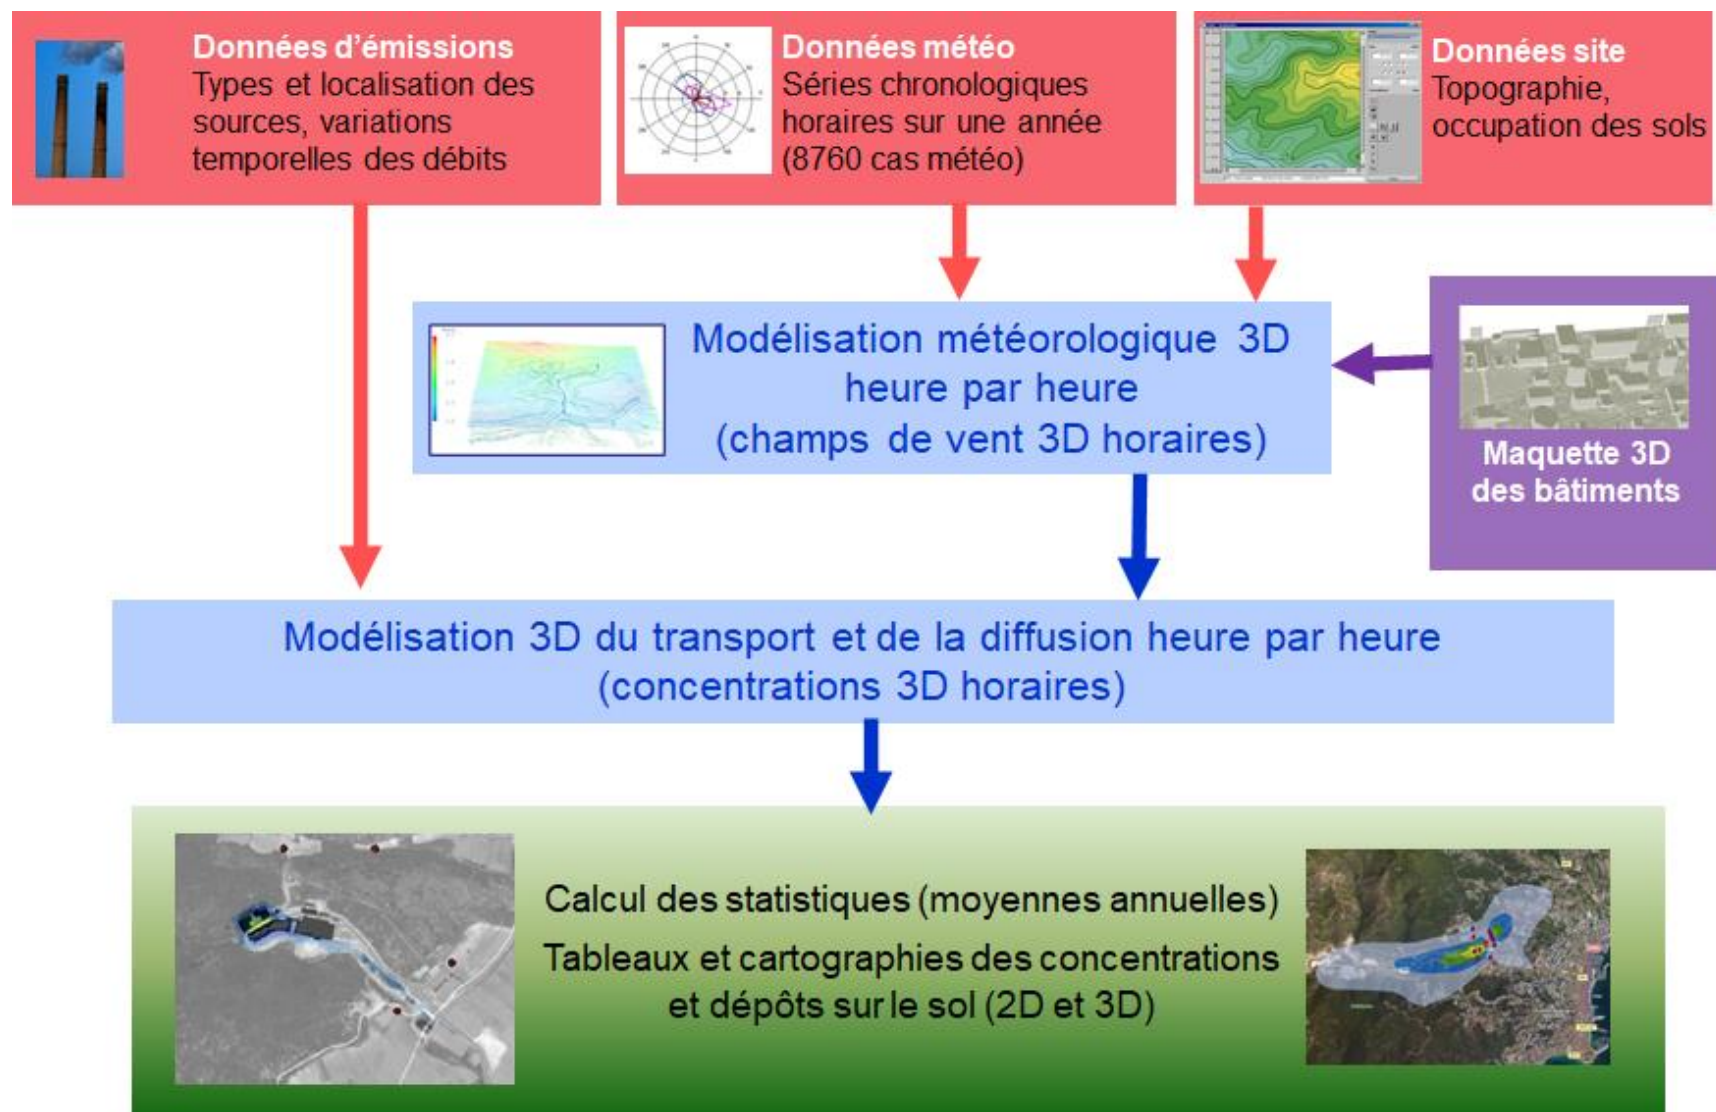 Données d'émissions
Types et localisation des
sources, variations
temporelles des débits
Données météo
Séries chronologiques
horaires sur une année
(8760 cas météo)
Données site
Topographie,
occupation des sols
Modélisation météorologique 3D
heure par heure
(champs de vent 3D horaires)
Maquette 3D
des bâtiments
Modélisation 3D du transport et de la diffusion heure par heure
(concentrations 3D horaires)
Calcul des statistiques (moyennes annuelles)
Tableaux et cartographies des concentrations
et dépôts sur le sol (2D et 3D)